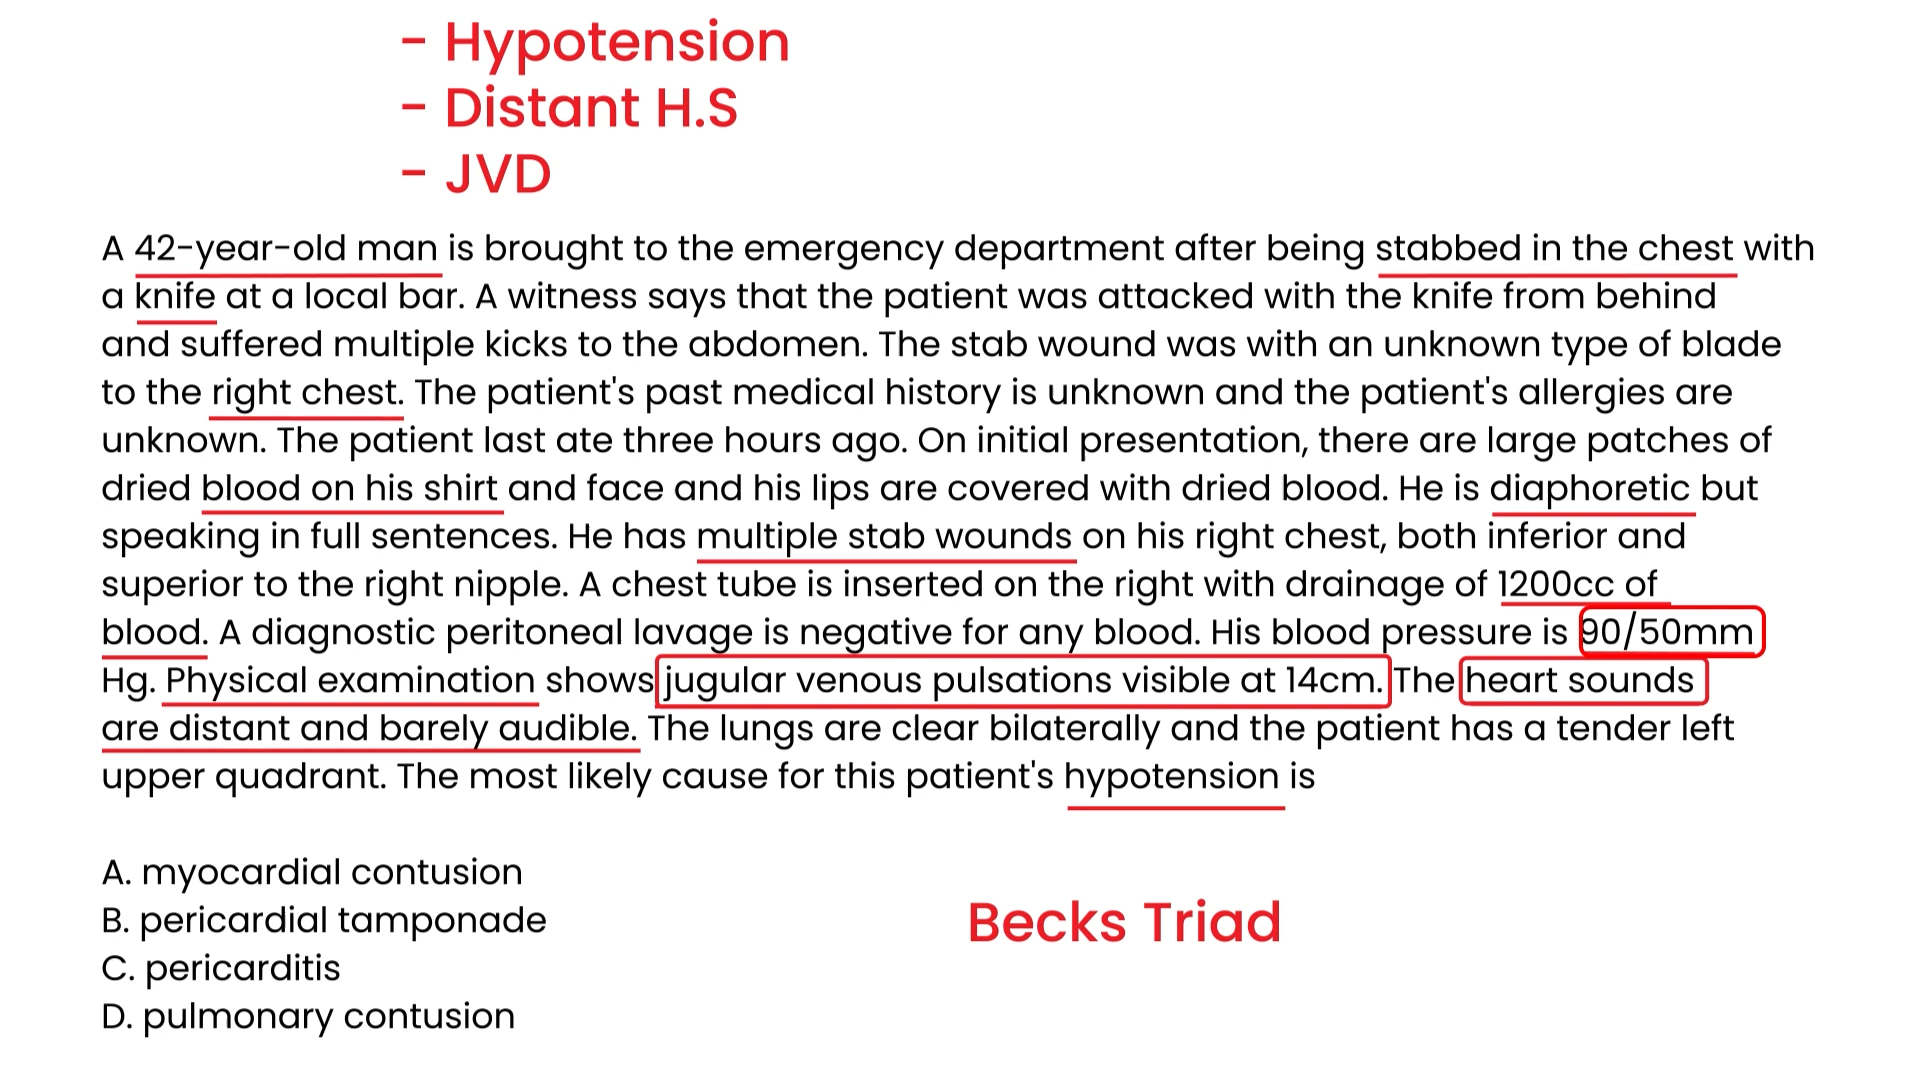 - Hypotension
- Distant H.S
- JVD
A 42-year-old man is brought to the emergency department after being stabbed in the chest with
a knife at a local bar. A witness says that the patient was attacked with the knife from behind
and suffered multiple kicks to the abdomen. The stab wound was with an unknown type of blade
to the right chest. The patient's past medical history is unknown and the patient's allergies are
unknown. The patient last ate three hours ago. On initial presentation, there are large patches of
dried blood on his shirt and face and his lips are covered with dried blood. He is diaphoretic but
speaking in full sentences. He has multiple stab wounds on his right chest, both inferior and
superior to the right nipple. A chest tube is inserted on the right with drainage of 1200cc of
blood. A diagnostic peritoneal lavage is negative for any blood. His blood pressure is 90/50mm
Hg. Physical examination shows jugular venous pulsations visible at 14cm. The heart sounds
are distant and barely audible. The lungs are clear bilaterally and the patient has a tender left
upper quadrant. The most likely cause for this patient's hypotension is
A. myocardial contusion
B. pericardial tamponade
Becks Triad
C. pericarditis
D. pulmonary contusion